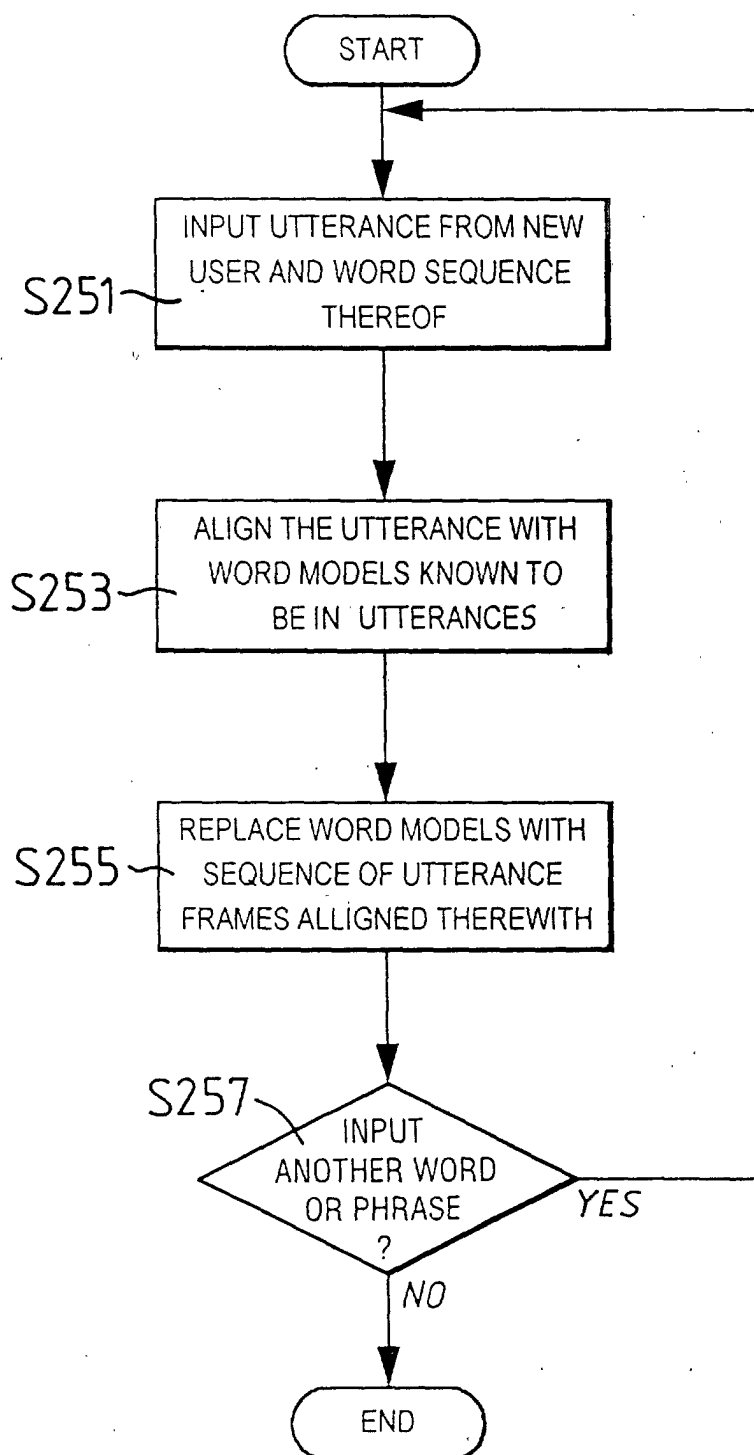 START
INPUT UTTERANCE FROM NEW
USER AND WORD SEQUENCE
THEREOF
S251
ALIGN THE UTTERANCE WITH
WORD MODELS KNOWN TO
BE IN UTTERANCES
S253
REPLACE WORD MODELS WITH
SEQUENCE OF UTTERANCE
FRAMES ALLIGNED THEREWITH
S255
S257
INPUT
ANOTHER WORD
OR PHRASE
?
YES
NO
END